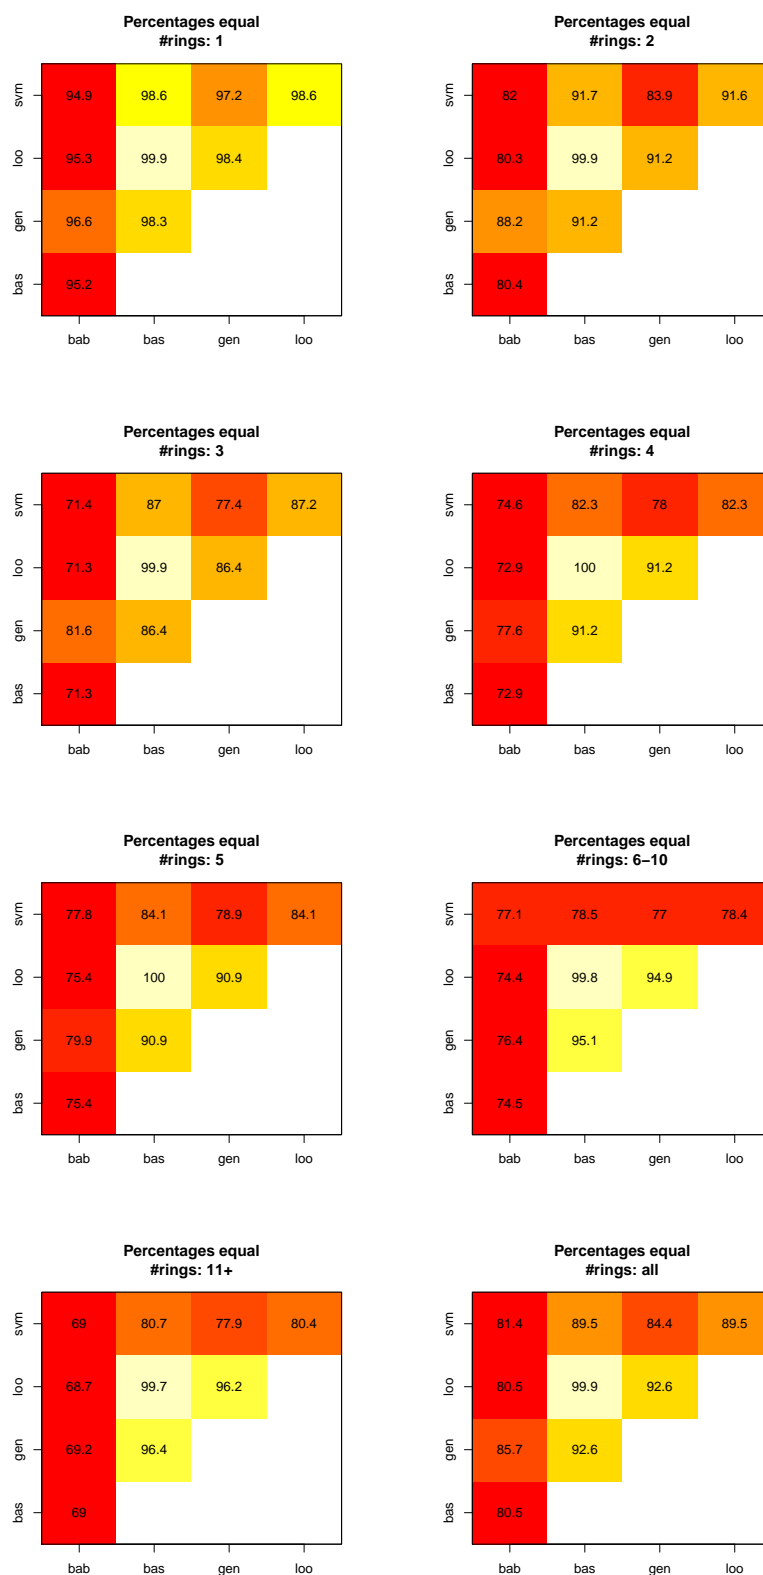 Percentages equal
#rings: 1
svm 94.9 98.6 97.2 98.6
loo 95.3 99.9 98.4
gen 96.6 98.3
bas 95.2
bab bas gen loo
Percentages equal
#rings: 2
svm 82 91.7 83.9 91.6
loo 80.3 99.9 91.2
gen 88.2 91.2
bas 80.4
bab bas gen loo
Percentages equal
#rings: 3
svm 71.4 87 77.4 87.2
loo 71.3 99.9 86.4
gen 81.6 86.4
bas 71.3
bab bas gen loo
Percentages equal
#rings: 4
svm 74.6 82.3 78 82.3
loo 72.9 100 91.2
gen 77.6 91.2
bas 72.9
bab bas gen loo
Percentages equal
#rings: 5
svm 77.8 84.1 78.9 84.1
loo 75.4 100 90.9
gen 79.9 90.9
bas 75.4
bab bas gen loo
Percentages equal
#rings: 6–10
svm 77.1 78.5 77 78.4
loo 74.4 99.8 94.9
gen 76.4 95.1
bas 74.5
bab bas gen loo
Percentages equal
#rings: 11+
svm 69 80.7 77.9 80.4
loo 68.7 99.7 96.2
gen 69.2 96.4
bas 69
bab bas gen loo
Percentages equal
#rings: all
svm 81.4 89.5 84.4 89.5
loo 80.5 99.9 92.6
gen 85.7 92.6
bas 80.5
bab bas gen loo